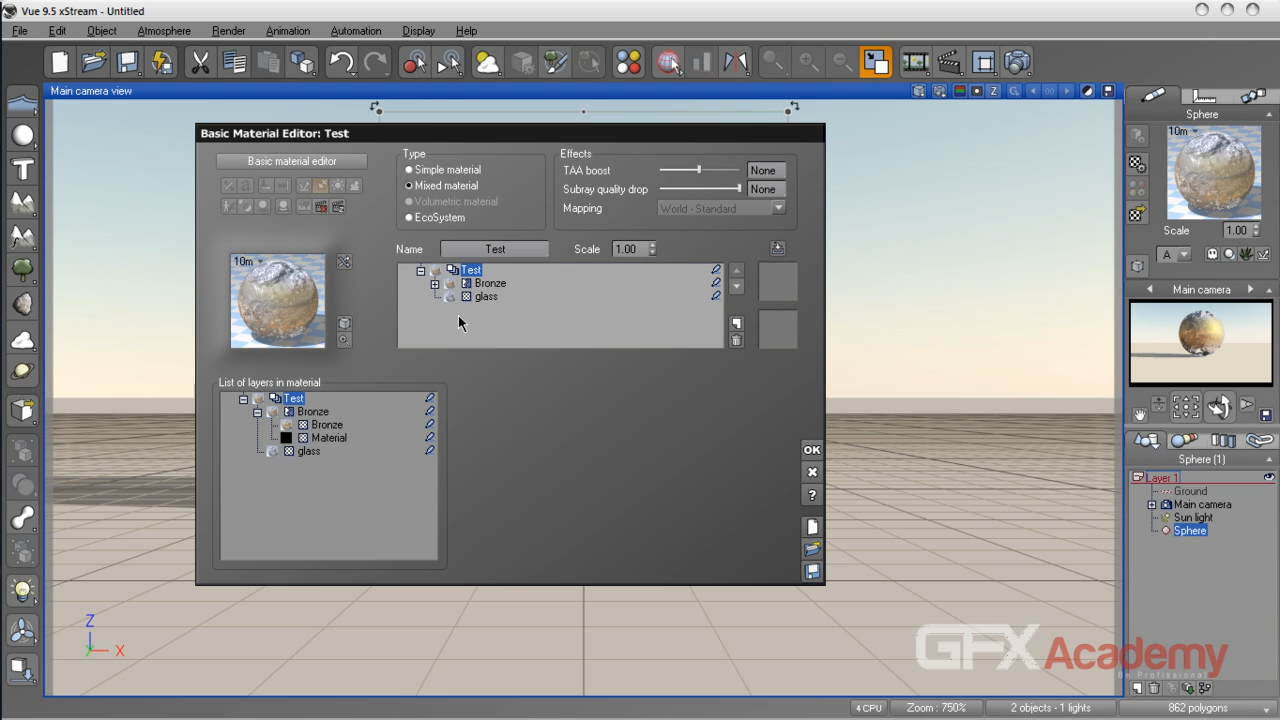 Vue 9.5 xStream - Untitled
File Edit Object Atmosphere Render Animation Automation Display Help
Main camera view
Sphere
Basic Material Editor: Test
10m
Basic material editor
Type
Simple material
Mixed material
Volumetric material
EcoSystem
Effects
TAA boost None
Subray quality drop None
Mapping World - Standard
Scale 1.00
A
Name Test Scale 1.00
10m
Test
Bronze
glass
Main camera
List of layers in material
Test
Bronze
Bronze
Material
glass
OK
?
Sphere (1)
Layer 1
Ground
Main camera
Sun light
Sphere
Z
Y X
GFX Academy
Be Professional
4 CPU Zoom : 750% 2 objects - 1 lights 862 polygons